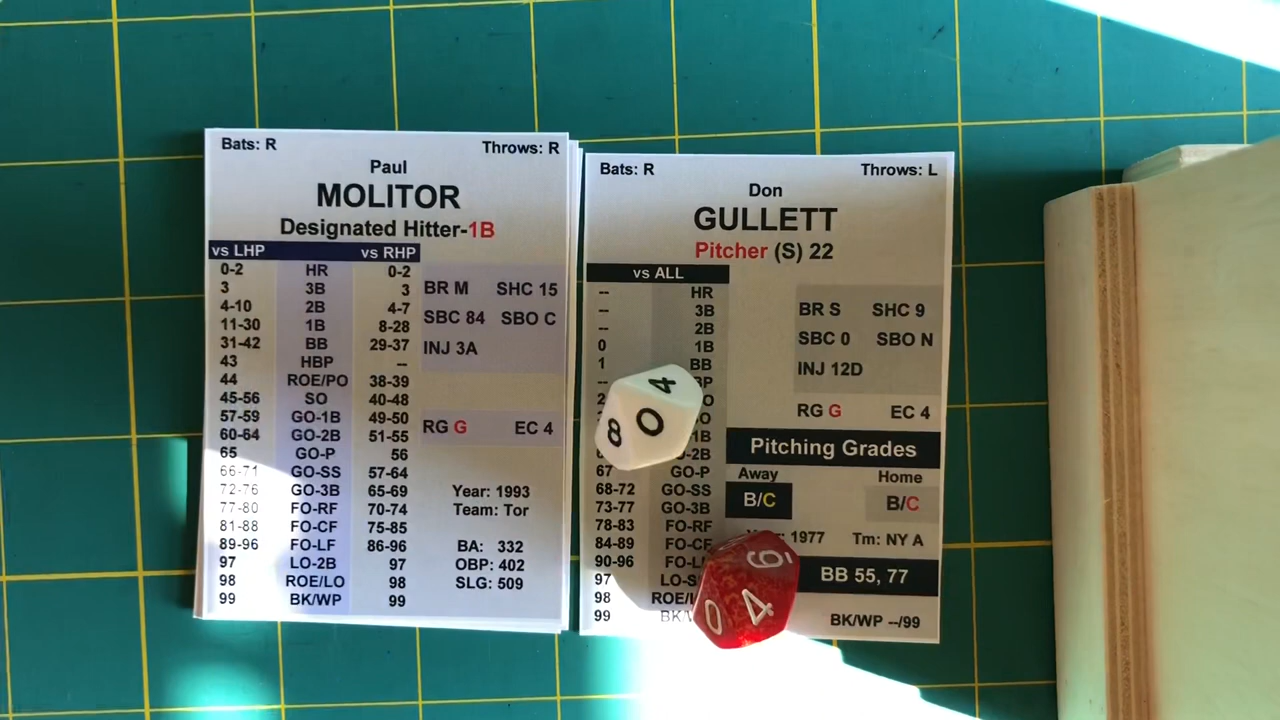 Bats: R Throws: R
Paul
MOLITOR
Designated Hitter-1B
vs LHP vs RHP
0-2 HR 0-2
3 3B 3
4-10 2B 4-7
11-30 1B 8-28
31-42 BB 29-37
43 HBP --
44 ROE/PO 38-39
45-56 SO 40-48
57-59 GO-1B 49-50
60-64 GO-2B 51-55
65 GO-P 56
66-71 GO-SS 57-64
72-76 GO-3B 65-69
77-80 FO-RF 70-74
81-88 FO-CF 75-85
89-96 FO-LF 86-96
97 LO-2B 97
98 ROE/LO 98
99 BK/WP 99
BR M SHC 15
SBC 84 SBO C
INJ 3A
RG G EC 4
Year: 1993
Team: Tor
BA: 332
OBP: 402
SLG: 509
Bats: R Throws: L
Don
GULLETT
Pitcher (S) 22
vs ALL
-- HR
-- 3B
-- 2B
0 1B
1 BB
--
67 GO-P
68-72 GO-SS
73-77 GO-3B
78-83 FO-RF
84-89
90-96
97
98
99
BR S SHC 9
SBC 0 SBO N
INJ 12D
RG G EC 4
Pitching Grades
Away Home
B/C B/C
1977 Tm: NY A
BB 55, 77
BK/WP --/99
4
0
8
6
4
0